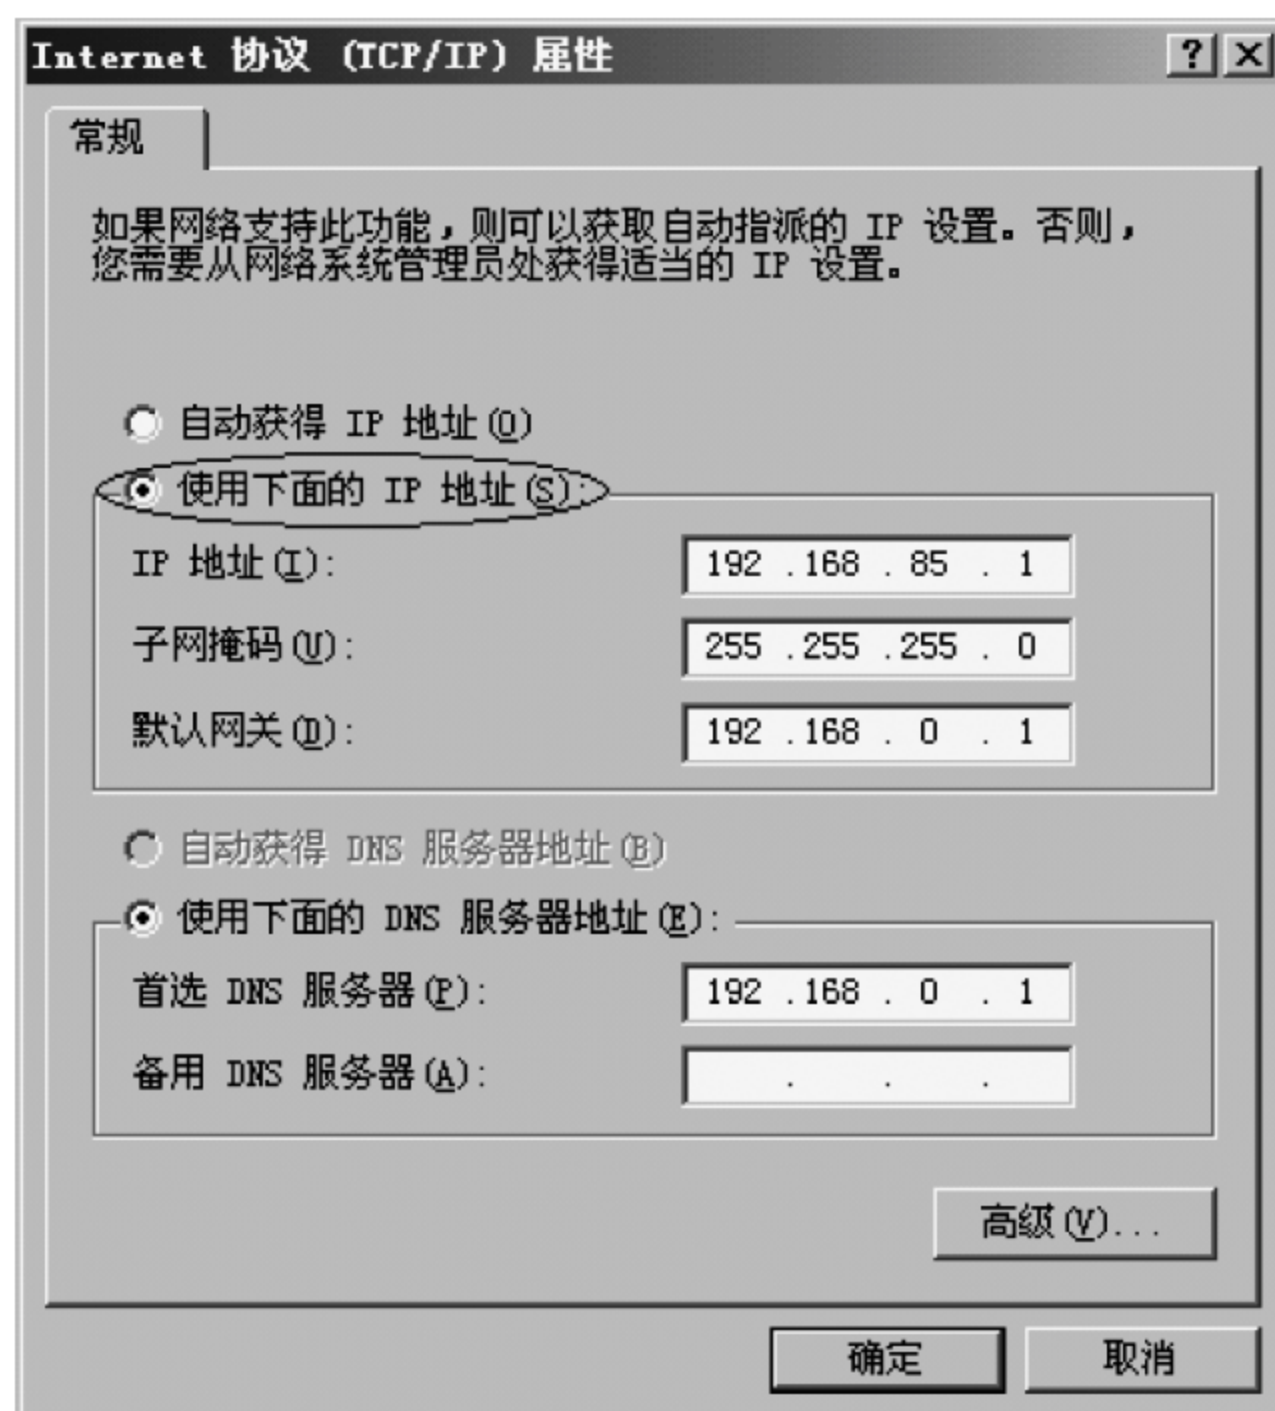 Internet 协议 (TCP/IP) 属性
常规
如果网络支持此功能，则可以获取自动指派的 IP 设置。否则，
您需要从网络系统管理员处获得适当的 IP 设置。
自动获得 IP 地址(O)
使用下面的 IP 地址(S):
IP 地址(I): 192 .168 . 85 . 1
子网掩码(U): 255 .255 .255 . 0
默认网关(D): 192 .168 . 0 . 1
自动获得 DNS 服务器地址(B)
使用下面的 DNS 服务器地址(E):
首选 DNS 服务器(P): 192 .168 . 0 . 1
备用 DNS 服务器(A): . . .
高级(V)...
确定 取消